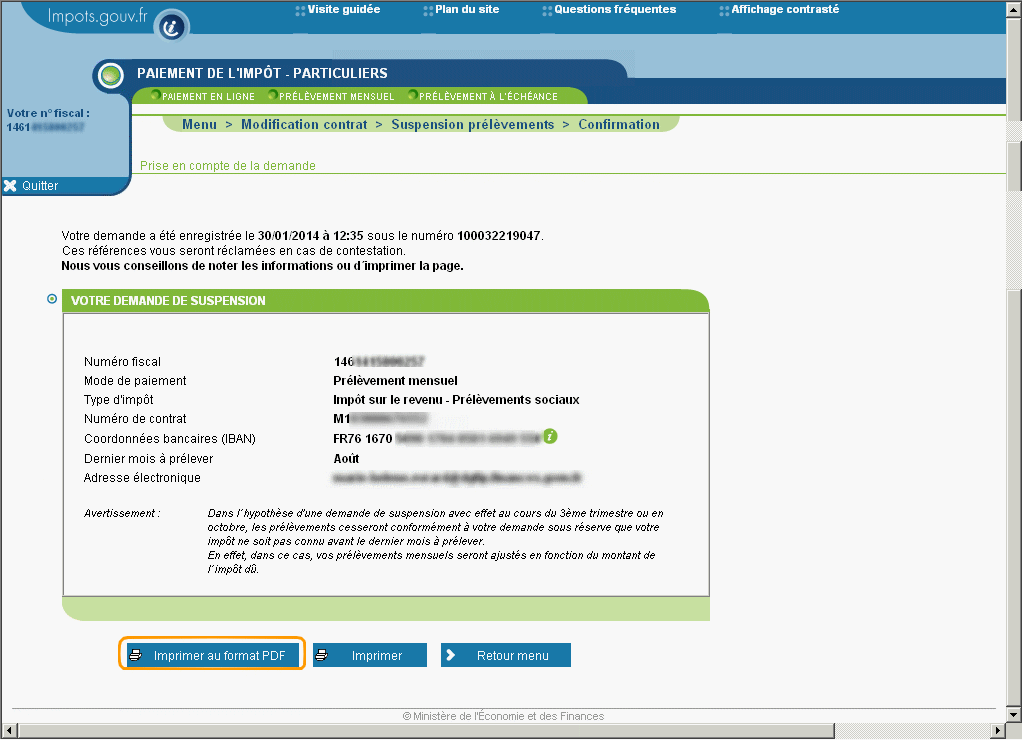 Impots.gouv.fr
Visite guidée
Plan du site
Questions fréquentes
Affichage contrasté
PAIEMENT DE L'IMPÔT - PARTICULIERS
PAIEMENT EN LIGNE PRÉLÈVEMENT MENSUEL PRÉLÈVEMENT À L'ÉCHÉANCE
Votre n° fiscal :
1461
Menu > Modification contrat > Suspension prélèvements > Confirmation
Prise en compte de la demande
Quitter
Votre demande a été enregistrée le 30/01/2014 à 12:35 sous le numéro 100032219047.
Ces références vous seront réclamées en cas de contestation.
Nous vous conseillons de noter les informations ou d´imprimer la page.
VOTRE DEMANDE DE SUSPENSION
Numéro fiscal 146
Mode de paiement Prélèvement mensuel
Type d'impôt Impôt sur le revenu - Prélèvements sociaux
Numéro de contrat M1
Coordonnées bancaires (IBAN) FR76 1670
Dernier mois à prélever Août
Adresse électronique
Avertissement : Dans l´hypothèse d'une demande de suspension avec effet au cours du 3ème trimestre ou en
octobre, les prélèvements cesseront conformément à votre demande sous réserve que votre
impôt ne soit pas connu avant le dernier mois à prélever.
En effet, dans ce cas, vos prélèvements mensuels seront ajustés en fonction du montant de
l´impôt dû.
Imprimer au format PDF
Imprimer
Retour menu
© Ministère de l'Économie et des Finances